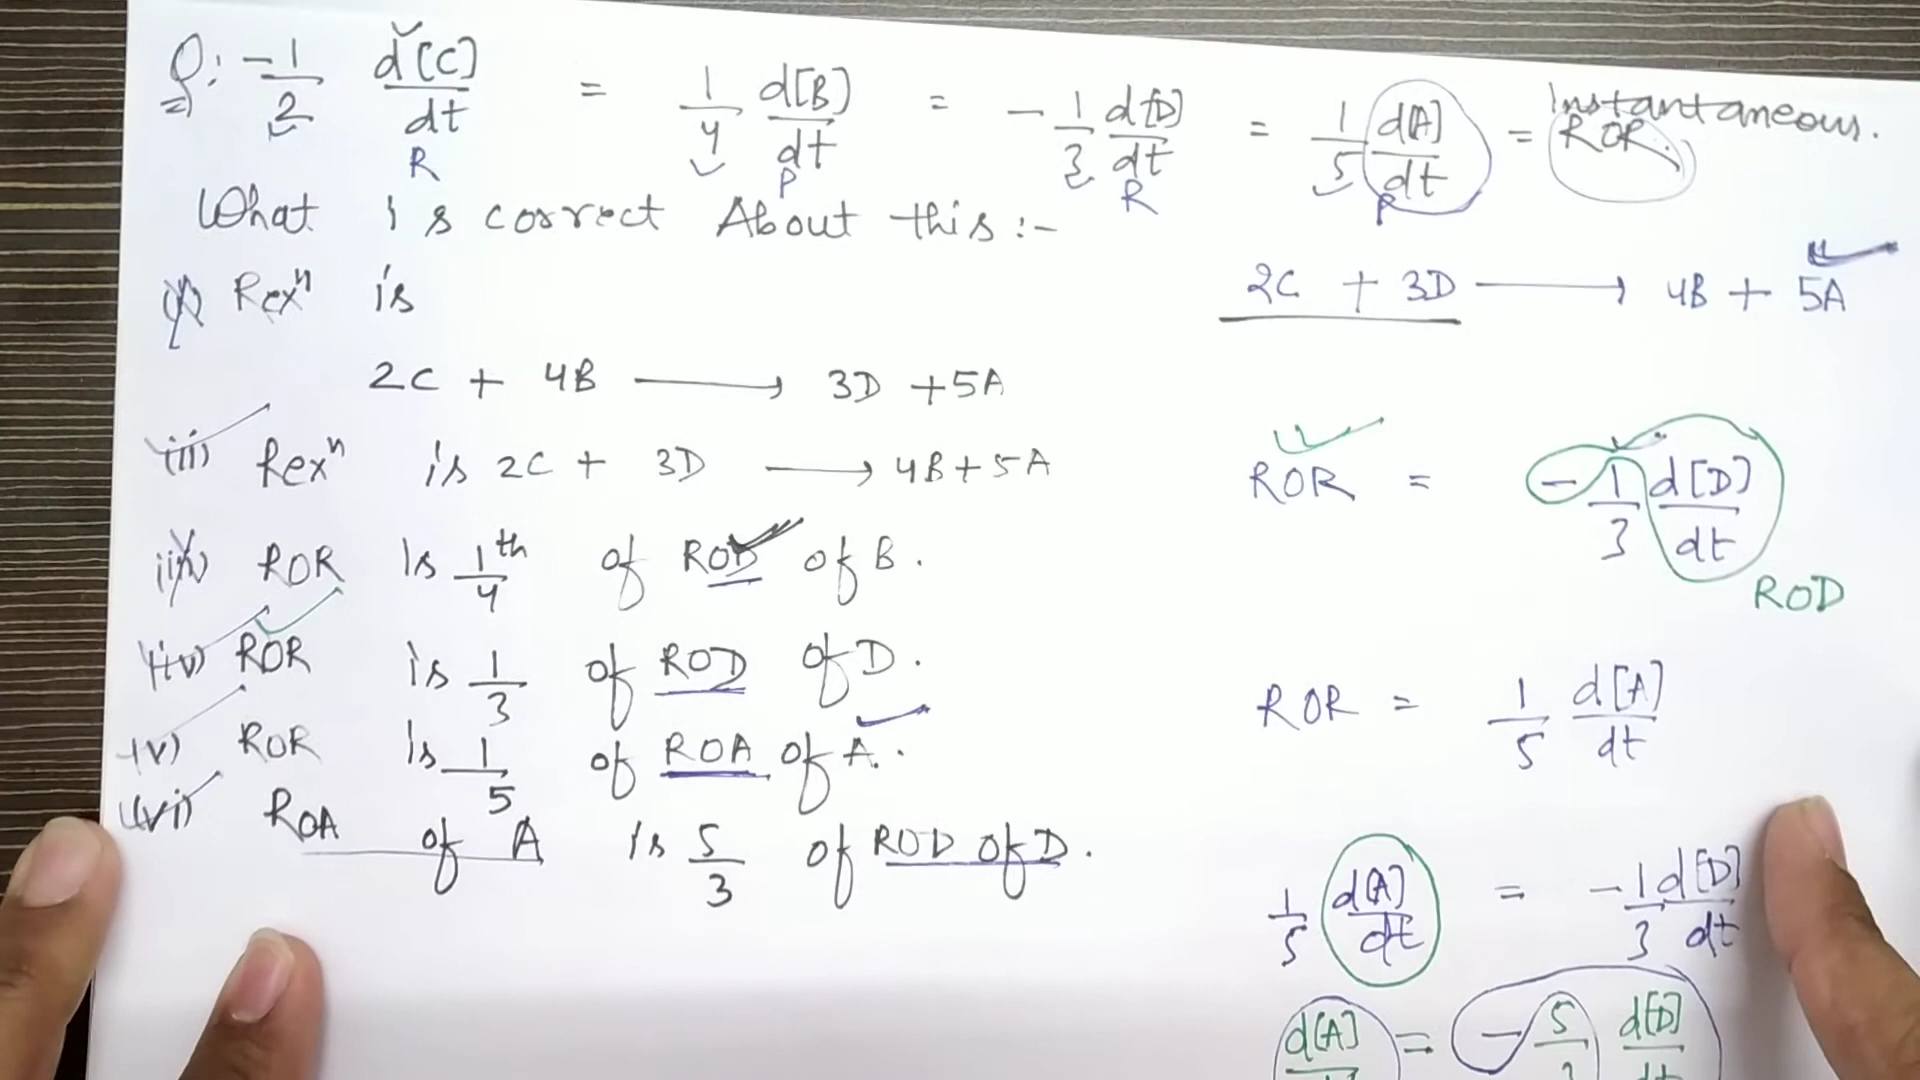 Q: -1/2 d[C]/dt = 1/4 d[B]/dt = -1/3 d[D]/dt = 1/5 d[A]/dt = Instantaneous. ROR.
R P R P
What is correct About this :-
(i) Rexⁿ is
2C + 4B ⟶ 3D + 5A
(ii) Rexⁿ is 2C + 3D ⟶ 4B + 5A
(iii) ROR Is 1/4 th of ROD of B.
(iv) ROR is 1/3 of ROD of D.
(v) ROR Is 1/5 of ROA of A.
(vi) ROA of A is 5/3 of ROD of D.
2C + 3D ⟶ 4B + 5A
ROR = -1/3 d[D]/dt
ROD
ROR = 1/5 d[A]/dt
1/5 d[A]/dt = -1/3 d[D]/dt
d[A] = - 5 d[D]